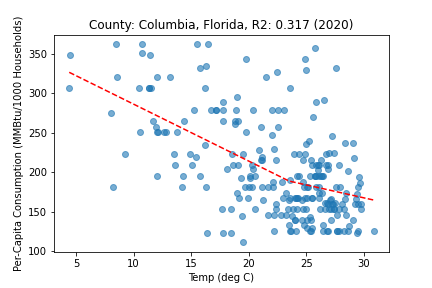 County: Columbia, Florida, R2: 0.317 (2020)
Per-Capita Consumption (MMBtu/1000 Households)
350
300
250
200
150
100
5 10 15 20 25 30
Temp (deg C)